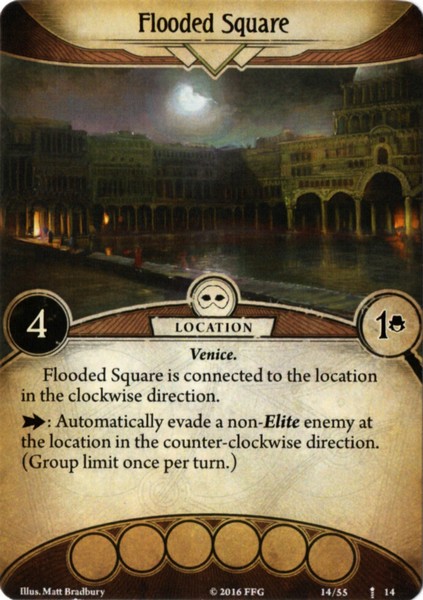 Flooded Square
4
LOCATION
1
Venice.
Flooded Square is connected to the location
in the clockwise direction.
: Automatically evade a non-Elite enemy at
the location in the counter-clockwise direction.
(Group limit once per turn.)
Illus. Matt Bradbury
© 2016 FFG
14/55
14